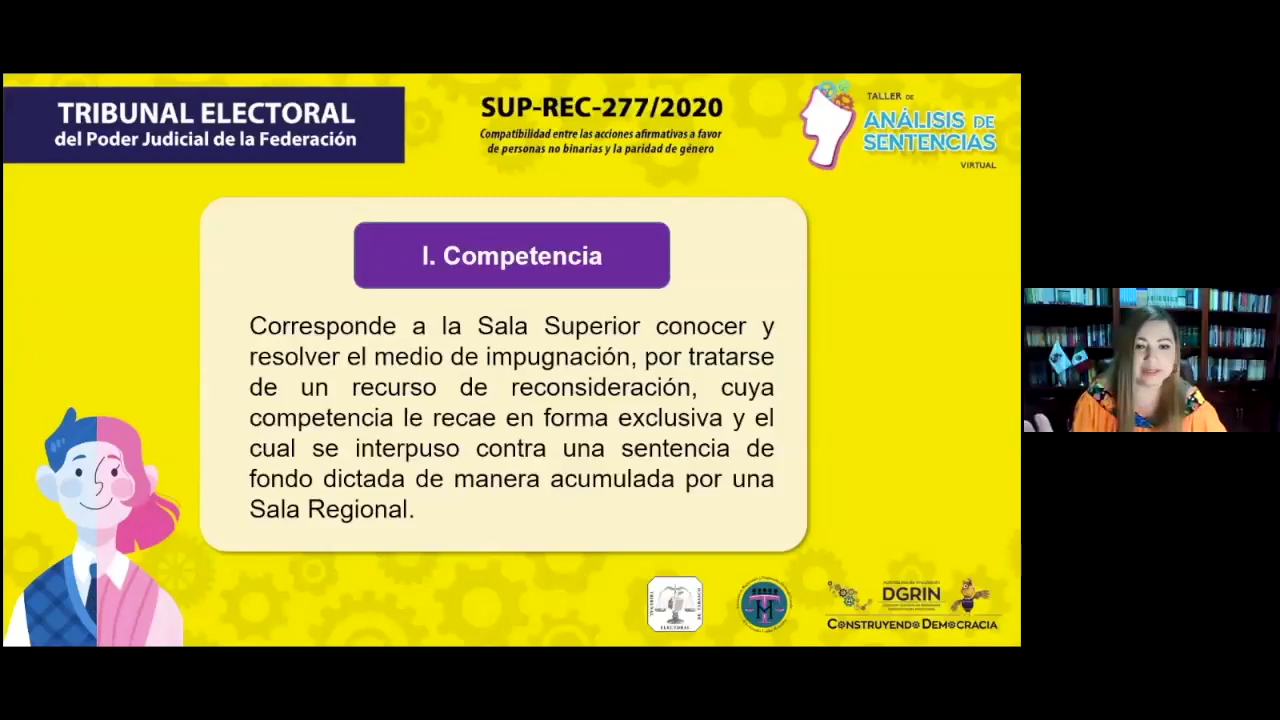 TRIBUNAL ELECTORAL
del Poder Judicial de la Federación
SUP-REC-277/2020
Compatibilidad entre las acciones afirmativas a favor
de personas no binarias y la paridad de género
TALLER DE
ANÁLISIS DE
SENTENCIAS
VIRTUAL
I. Competencia
Corresponde a la Sala Superior conocer y
resolver el medio de impugnación, por tratarse
de un recurso de reconsideración, cuya
competencia le recae en forma exclusiva y el
cual se interpuso contra una sentencia de
fondo dictada de manera acumulada por una
Sala Regional.
TRIBUNAL
ELECTORAL
DE TABASCO
DGRIN
CONSTRUYENDO DEMOCRACIA